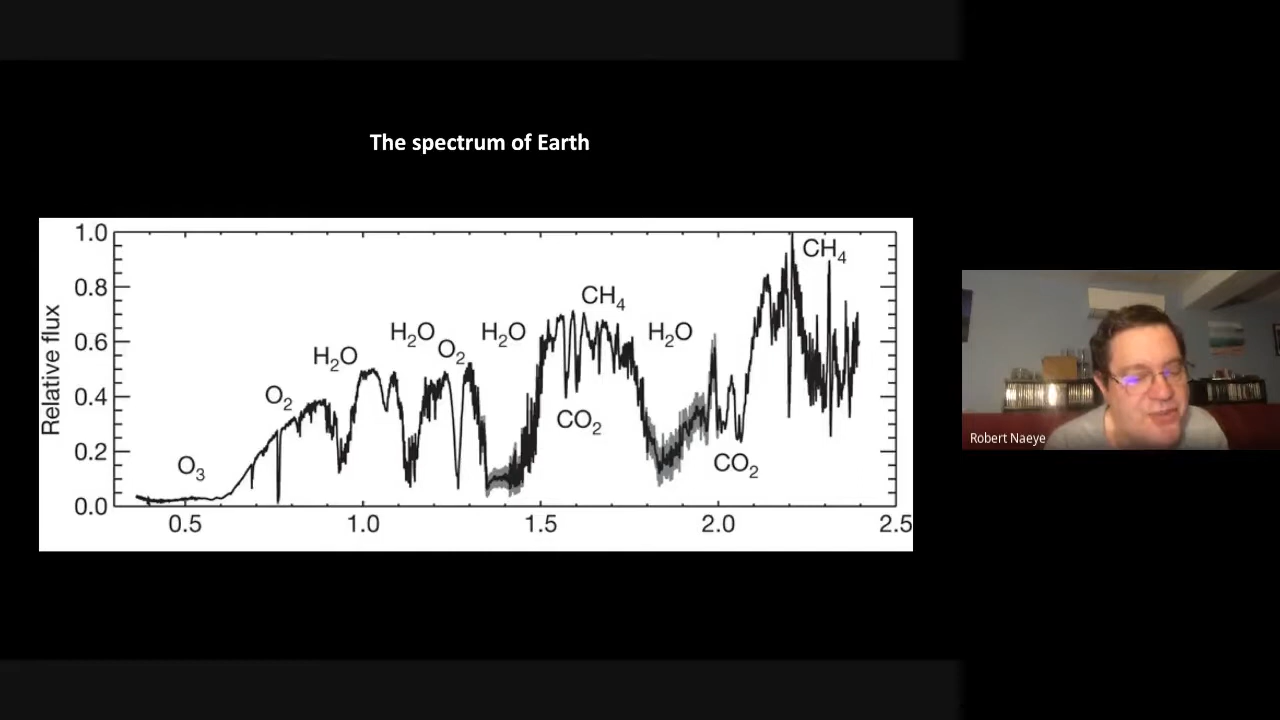 The spectrum of Earth
1.0
0.8
0.6
0.4
0.2
0.0
Relative flux
O3
O2
H2O
H2O
O2
H2O
CH4
CO2
H2O
CO2
CH4
0.5 1.0 1.5 2.0 2.5
Robert Naeye